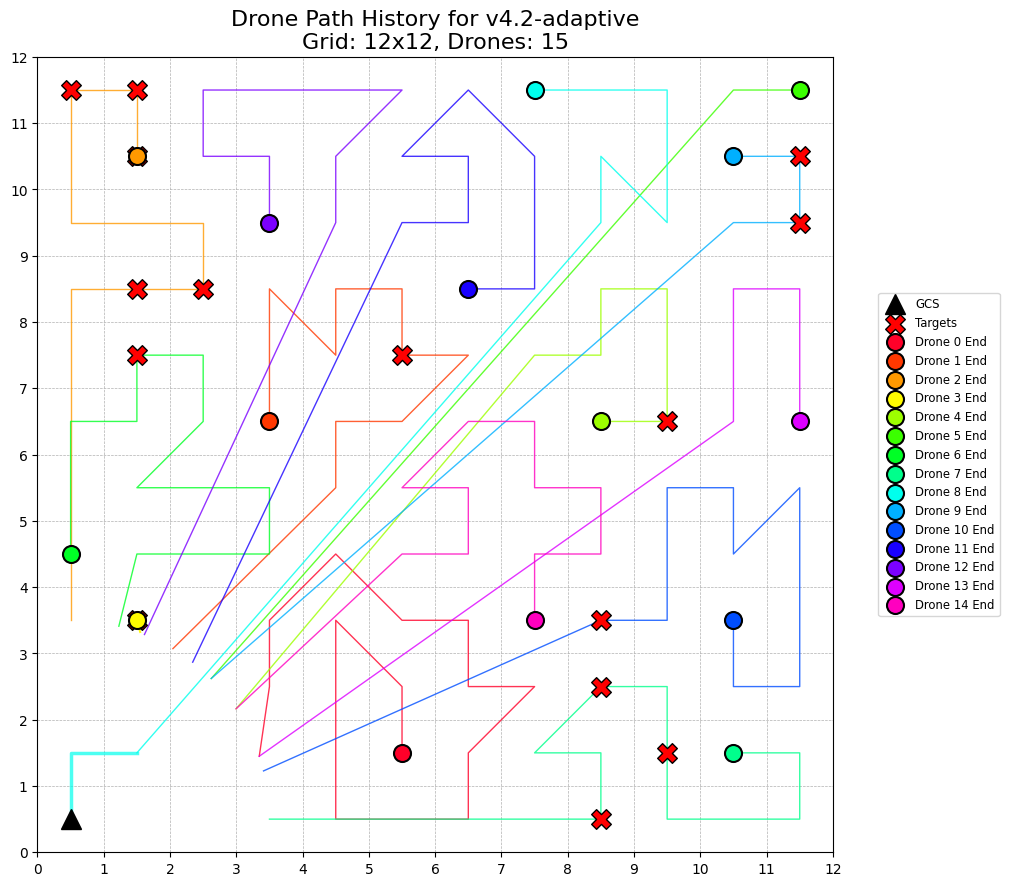 Drone Path History for v4.2-adaptive
Grid: 12x12, Drones: 15
12
11
10
9
8
7
6
5
4
3
2
1
0
0 1 2 3 4 5 6 7 8 9 10 11 12
GCS
Targets
Drone 0 End
Drone 1 End
Drone 2 End
Drone 3 End
Drone 4 End
Drone 5 End
Drone 6 End
Drone 7 End
Drone 8 End
Drone 9 End
Drone 10 End
Drone 11 End
Drone 12 End
Drone 13 End
Drone 14 End